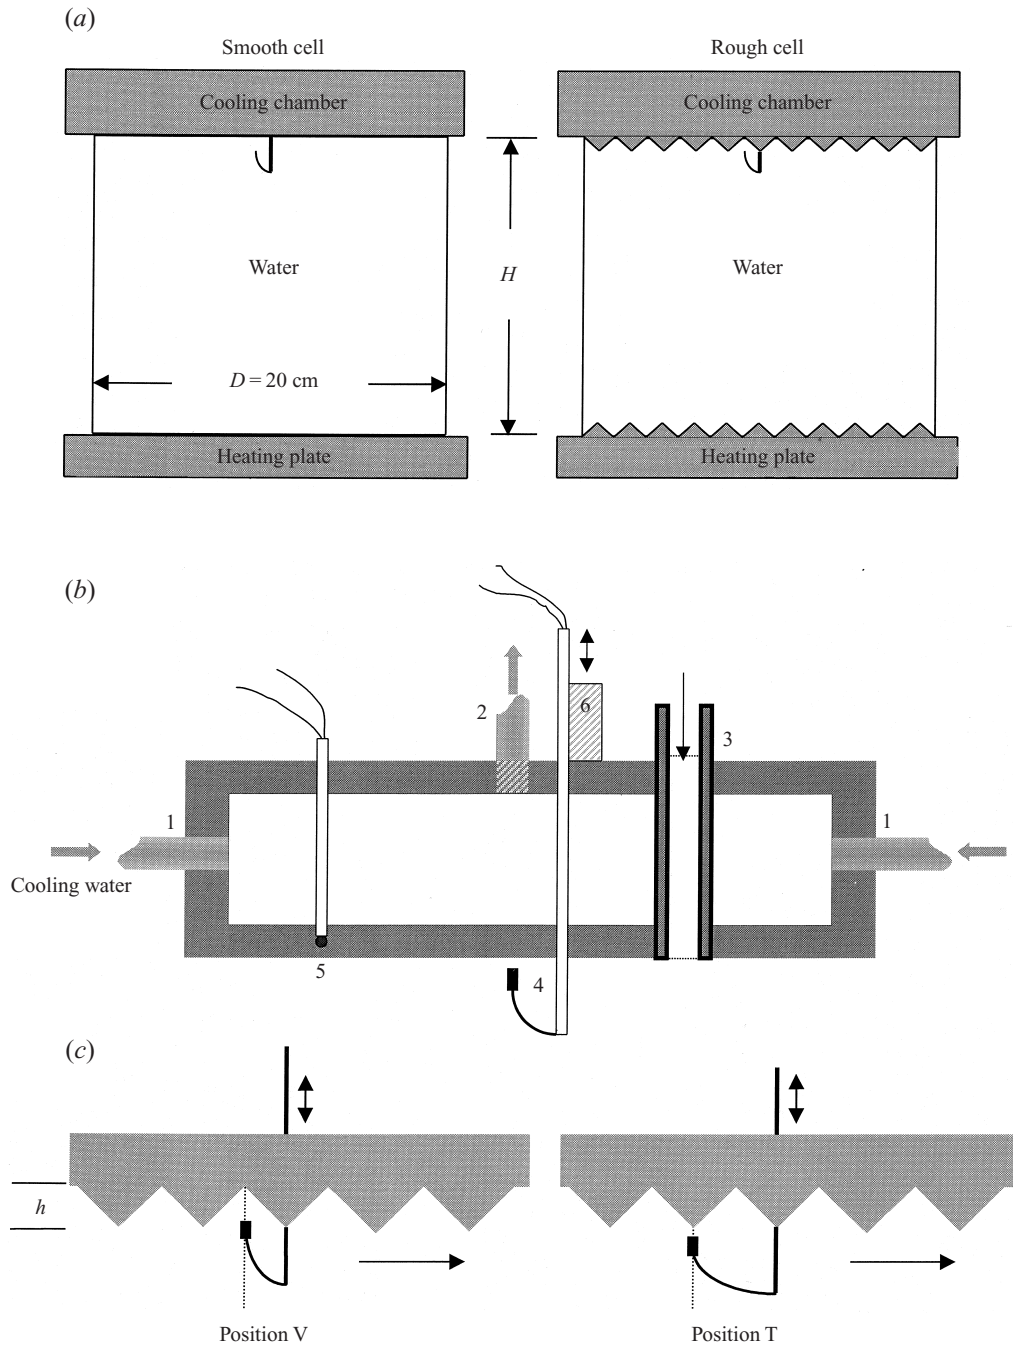 (a)
Smooth cell
Rough cell
Cooling chamber
Cooling chamber
Water
H
Water
D = 20 cm
Heating plate
Heating plate
(b)
2
6
3
1
1
Cooling water
5
4
(c)
h
Position V
Position T